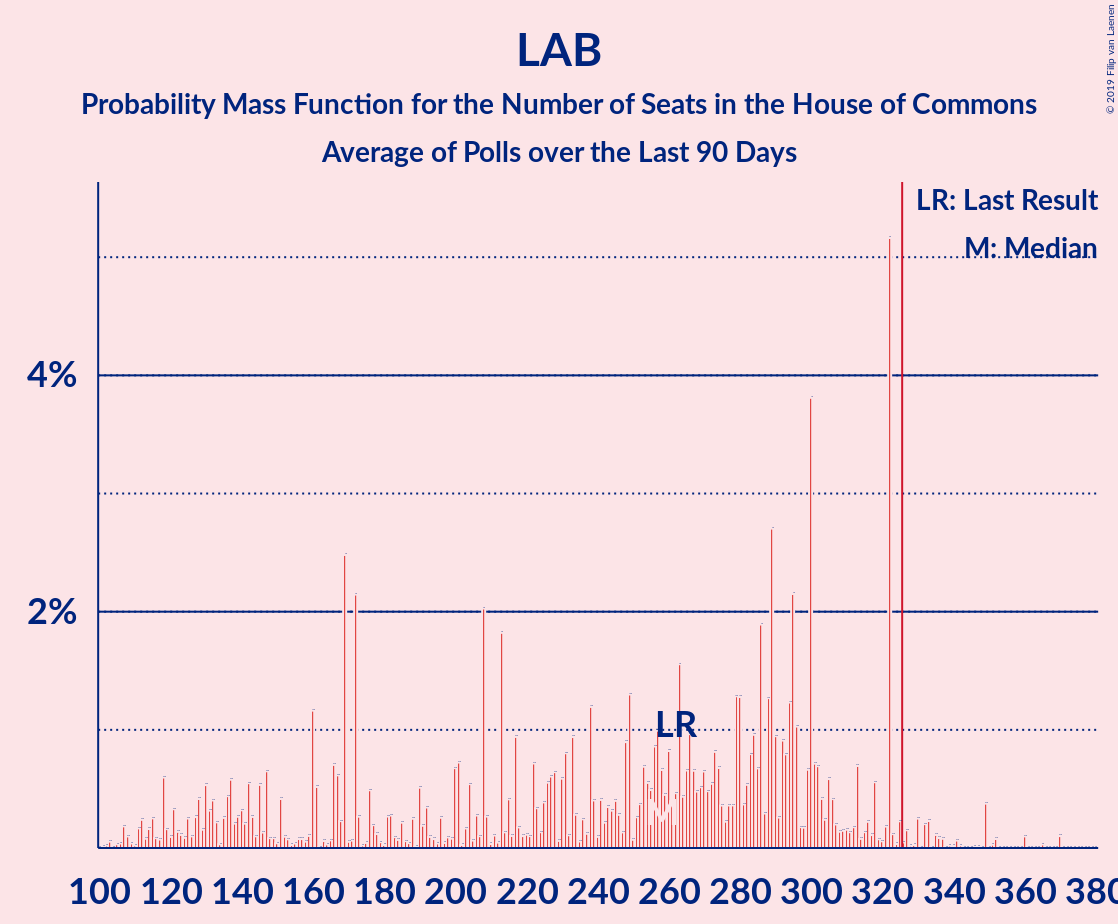 LAB
Probability Mass Function for the Number of Seats in the House of Commons
Average of Polls over the Last 90 Days
© 2019 Filip van Laenen
LR: Last Result
M: Median
4%
2%
LR
100 120 140 160 180 200 220 240 260 280 300 320 340 360 380